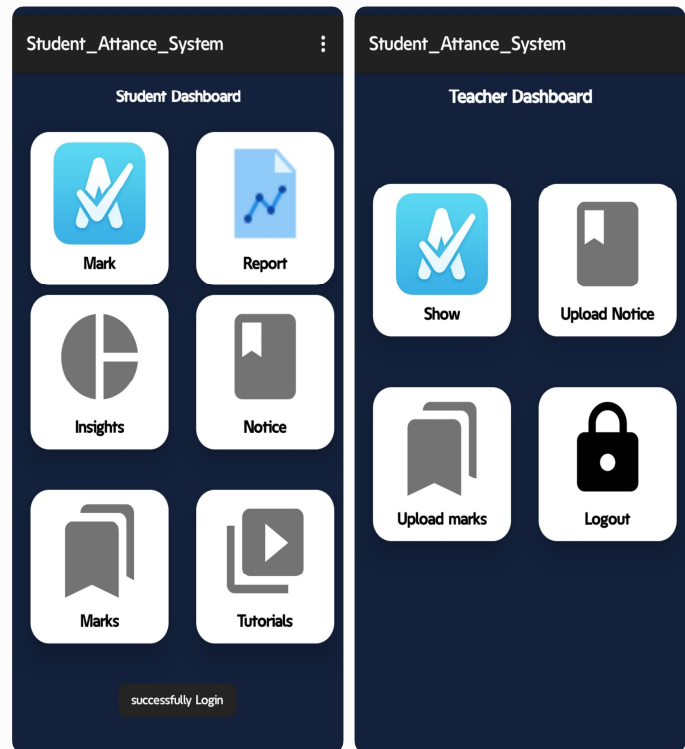 Student_Attance_System
Student Dashboard
Mark
Report
Insights
Notice
Marks
Tutorials
successfully Login
Student_Attance_System
Teacher Dashboard
Show
Upload Notice
Upload marks
Logout